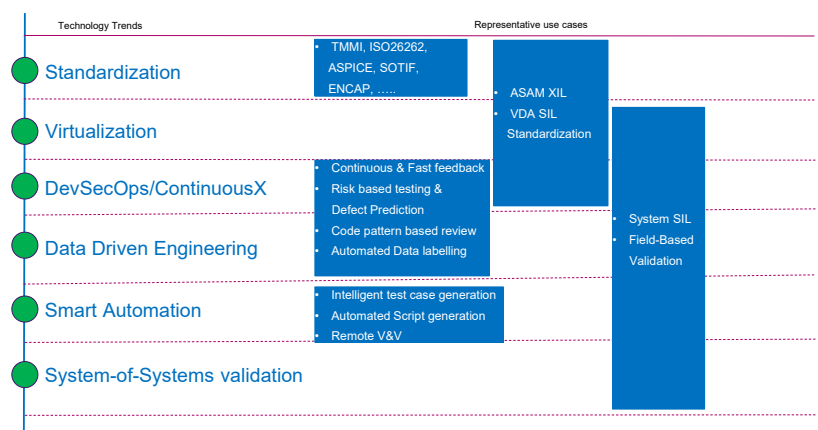 Technology Trends
Representative use cases
Standardization
• TMMI, ISO26262,
ASPICE, SOTIF,
ENCAP, …..
• ASAM XIL
• VDA SIL
Standardization
Virtualization
DevSecOps/ContinuousX
• Continuous & Fast feedback
• Risk based testing &
Defect Prediction
• Code pattern based review
• Automated Data labelling
• System SIL
• Field-Based
Validation
Data Driven Engineering
Smart Automation
• Intelligent test case generation
• Automated Script generation
• Remote V&V
System-of-Systems validation